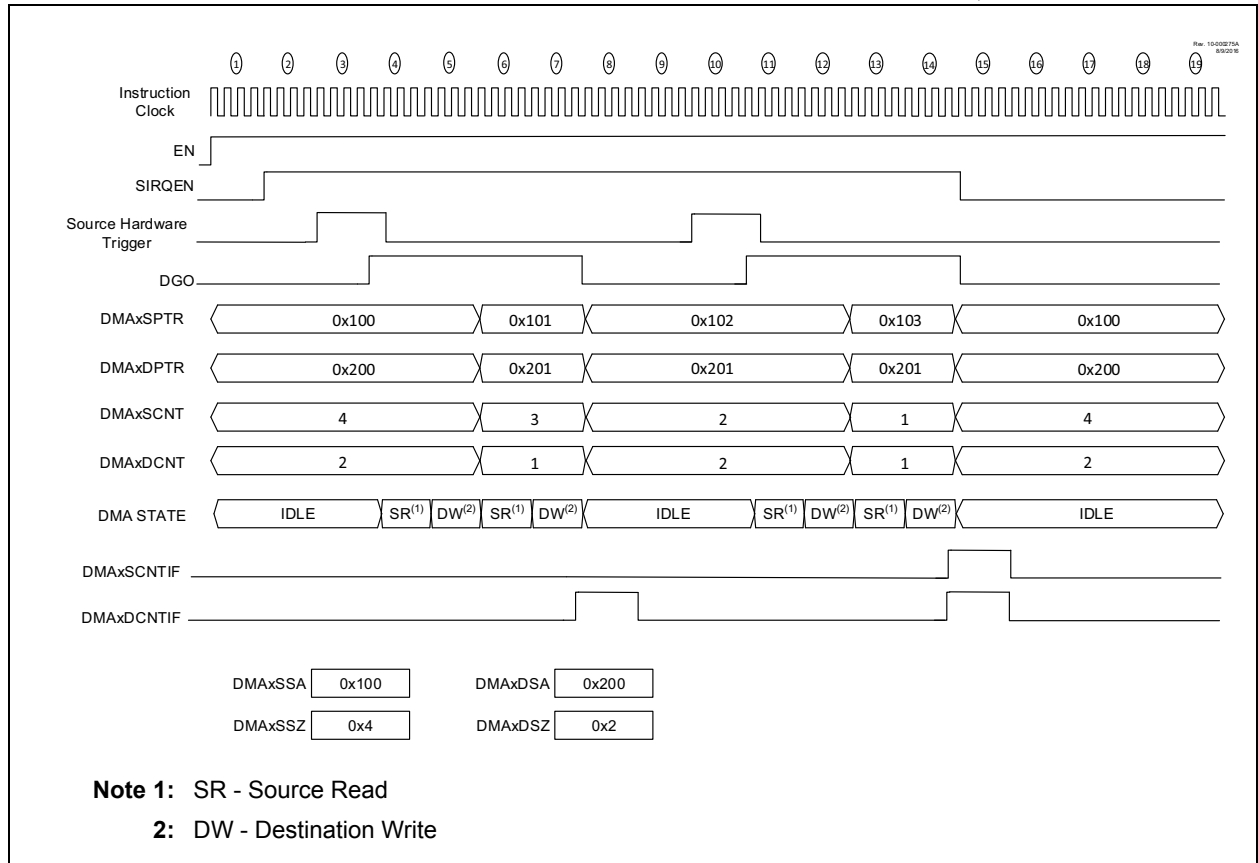 Rev. 10-000275A
8/9/2016
1 2 3 4 5 6 7 8 9 10 11 12 13 14 15 16 17 18 19
Instruction
Clock
EN
SIRQEN
Source Hardware
Trigger
DGO
DMAxSPTR 0x100 0x101 0x102 0x103 0x100
DMAxDPTR 0x200 0x201 0x201 0x201 0x200
DMAxSCNT 4 3 2 1 4
DMAxDCNT 2 1 2 1 2
DMA STATE IDLE SR(1) DW(2) SR(1) DW(2) IDLE SR(1) DW(2) SR(1) DW(2) IDLE
DMAxSCNTIF
DMAxDCNTIF
DMAxSSA 0x100 DMAxDSA 0x200
DMAxSSZ 0x4 DMAxDSZ 0x2
Note 1: SR - Source Read
2: DW - Destination Write